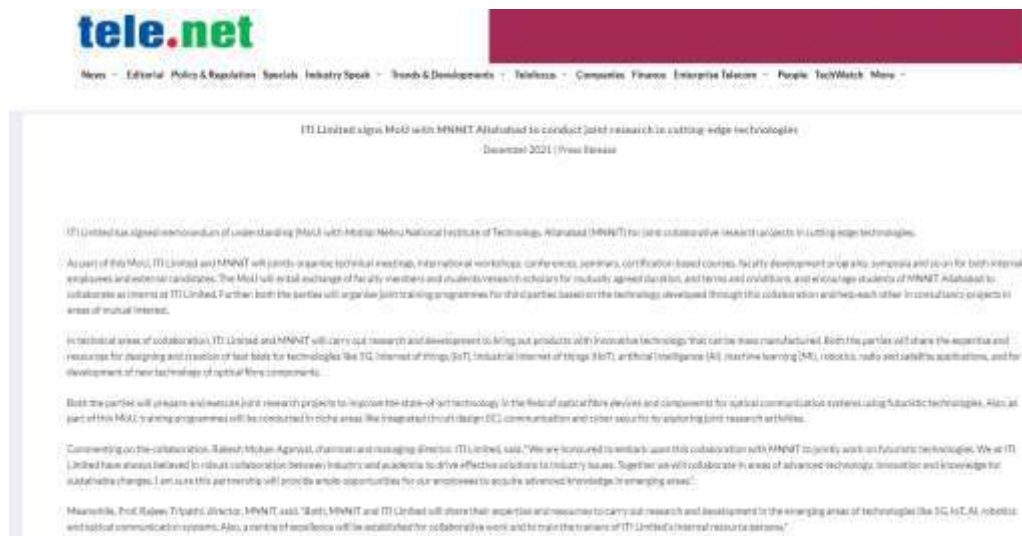 tele.net
News Editorial Policy & Regulation Specials Industry Speak Trends & Developments Telefocus Companies Finance Enterprise Telecom People TechWatch More
ITI Limited signs MoU with MNNIT Allahabad to conduct joint research in cutting-edge technologies
December 2021 | Press Release
ITI Limited has signed memorandum of understanding (MoU) with Motilal Nehru National Institute of Technology, Allahabad (MNNIT) for joint collaborative research projects in cutting edge technologies.
As part of this MoU, ITI Limited and MNNIT will jointly organise technical meetings, international workshops, conferences, seminars, certification based courses, faculty development programs, symposia and so on for both internal
employees and external candidates. The MoU will entail exchange of faculty members and students research scholars for mutually agreed duration, and terms and conditions, and encourage students of MNNIT Allahabad to
collaborate as interns at ITI Limited. Further, both the parties will organise joint training programmes for third parties based on the technology developed through this collaboration and help each other in consultancy projects in
areas of mutual interest.
In technical areas of collaboration, ITI Limited and MNNIT will carry out research and development to bring out products with innovative technology that can be mass manufactured. Both the parties will share the expertise and
resources for designing and creation of test beds for technologies like 5G, Internet of things (IoT), industrial internet of things (IIoT), artificial intelligence (AI), machine learning (ML), robotics, radio and satellite applications, and for
development of new technology of optical fibre components.
Both the parties will prepare and execute joint research projects to improve the state-of-art technology in the field of optical fibre devices and components for optical communication systems using futuristic technologies. Also, as
part of this MoU, training programmes will be conducted in niche areas like integrated circuit design (IC), communication and cyber security by exploring joint research activities.
Commenting on the collaboration, Rakesh Mohan Agarwal, chairman and managing director, ITI Limited, said, "We are honoured to embark upon this collaboration with MNNIT to jointly work on futuristic technologies. We at ITI
Limited have always believed in robust collaboration between industry and academia to drive effective solutions to industry issues. Together we will collaborate in areas of advanced technology, innovation and knowledge for
sustainable changes. I am sure this partnership will provide ample opportunities for our employees to acquire advanced knowledge in emerging areas".
Meanwhile, Prof. Rajeev Tripathi, director, MNNIT, said, "Both, MNNIT and ITI Limited will share their expertise and resources to carry out research and development in the emerging areas of technologies like 5G, IoT, AI, robotics
and optical communication systems. Also, a centre of excellence will be established for collaborative work and to train the trainers of ITI Limited's internal resource persons."